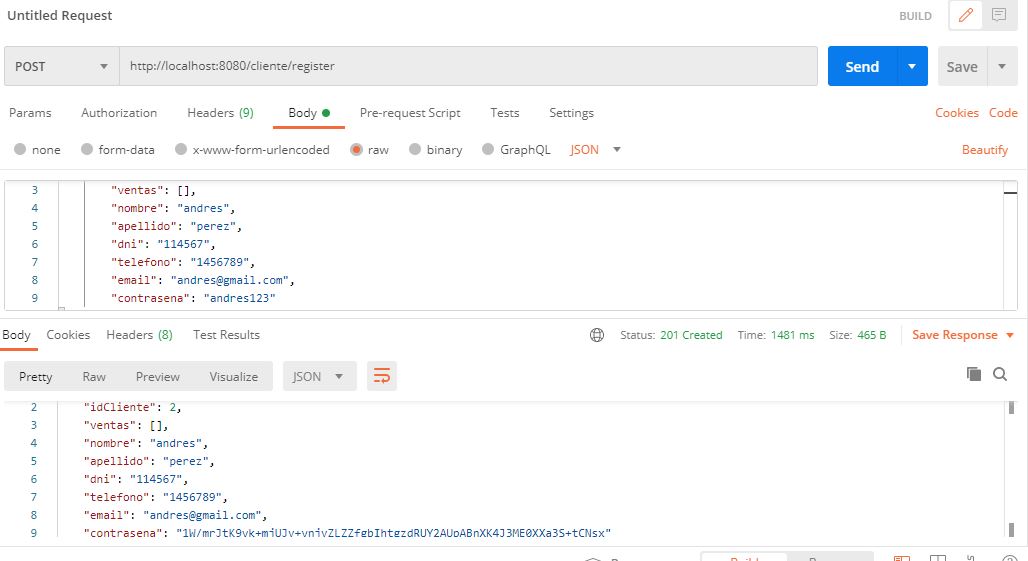 Untitled Request
BUILD
POST
http://localhost:8080/cliente/register
Send
Save
Params
Authorization
Headers (9)
Body
Pre-request Script
Tests
Settings
Cookies
Code
none
form-data
x-www-form-urlencoded
raw
binary
GraphQL
JSON
Beautify
3 "ventas": [],
4 "nombre": "andres",
5 "apellido": "perez",
6 "dni": "114567",
7 "telefono": "1456789",
8 "email": "andres@gmail.com",
9 "contrasena": "andres123"
Body
Cookies
Headers (8)
Test Results
Status: 201 Created
Time: 1481 ms
Size: 465 B
Save Response
Pretty
Raw
Preview
Visualize
JSON
2 "idCliente": 2,
3 "ventas": [],
4 "nombre": "andres",
5 "apellido": "perez",
6 "dni": "114567",
7 "telefono": "1456789",
8 "email": "andres@gmail.com",
9 "contrasena":